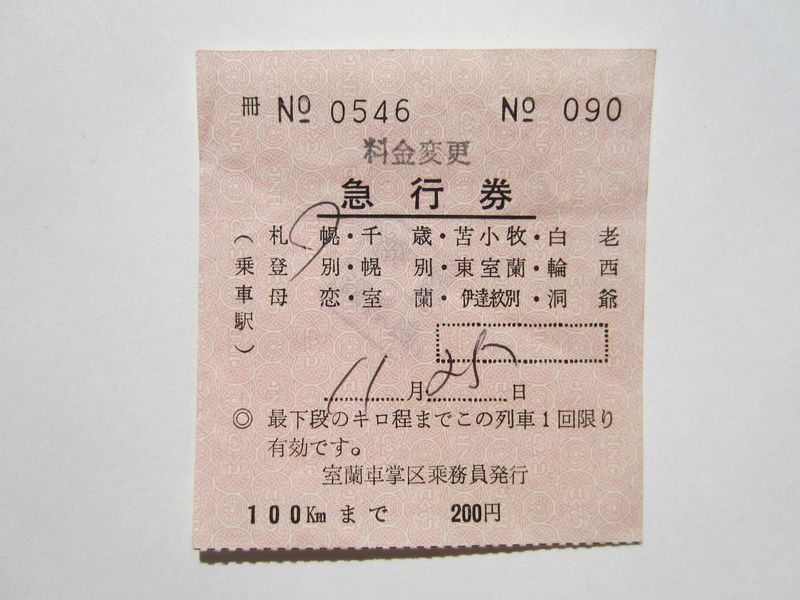 冊 No 0546 No 090
料金変更
急行券
(乗車駅)
札幌・千歳・苫小牧・白老
登別・幌別・東室蘭・輪西
母恋・室蘭・伊達紋別・洞爺
11月25日
◎ 最下段のキロ程までこの列車1回限り
有効です。
室蘭車掌区乗務員発行
100Kmまで 200円